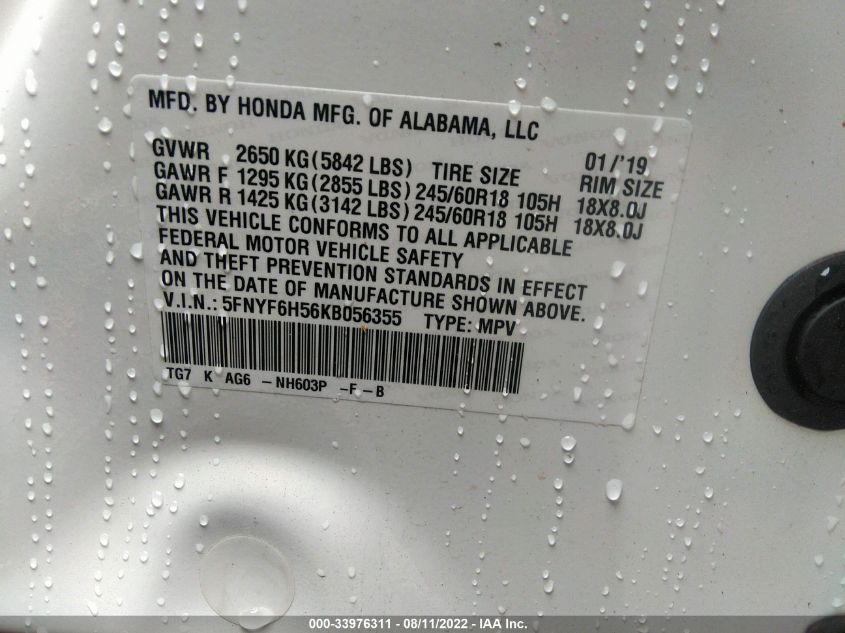 MFD. BY HONDA MFG. OF ALABAMA, LLC
GVWR 2650 KG(5842 LBS) TIRE SIZE 01/'19 RIM SIZE
GAWR F 1295 KG(2855 LBS) 245/60R18 105H 18X8.0J
GAWR R 1425 KG(3142 LBS) 245/60R18 105H 18X8.0J
THIS VEHICLE CONFORMS TO ALL APPLICABLE
FEDERAL MOTOR VEHICLE SAFETY
AND THEFT PREVENTION STANDARDS IN EFFECT
ON THE DATE OF MANUFACTURE SHOWN ABOVE.
V.I.N.: 5FNYF6H56KB056355 TYPE: MPV
TG7 K AG6 -NH603P -F-B
000-33976311 - 08/11/2022 - IAA Inc.